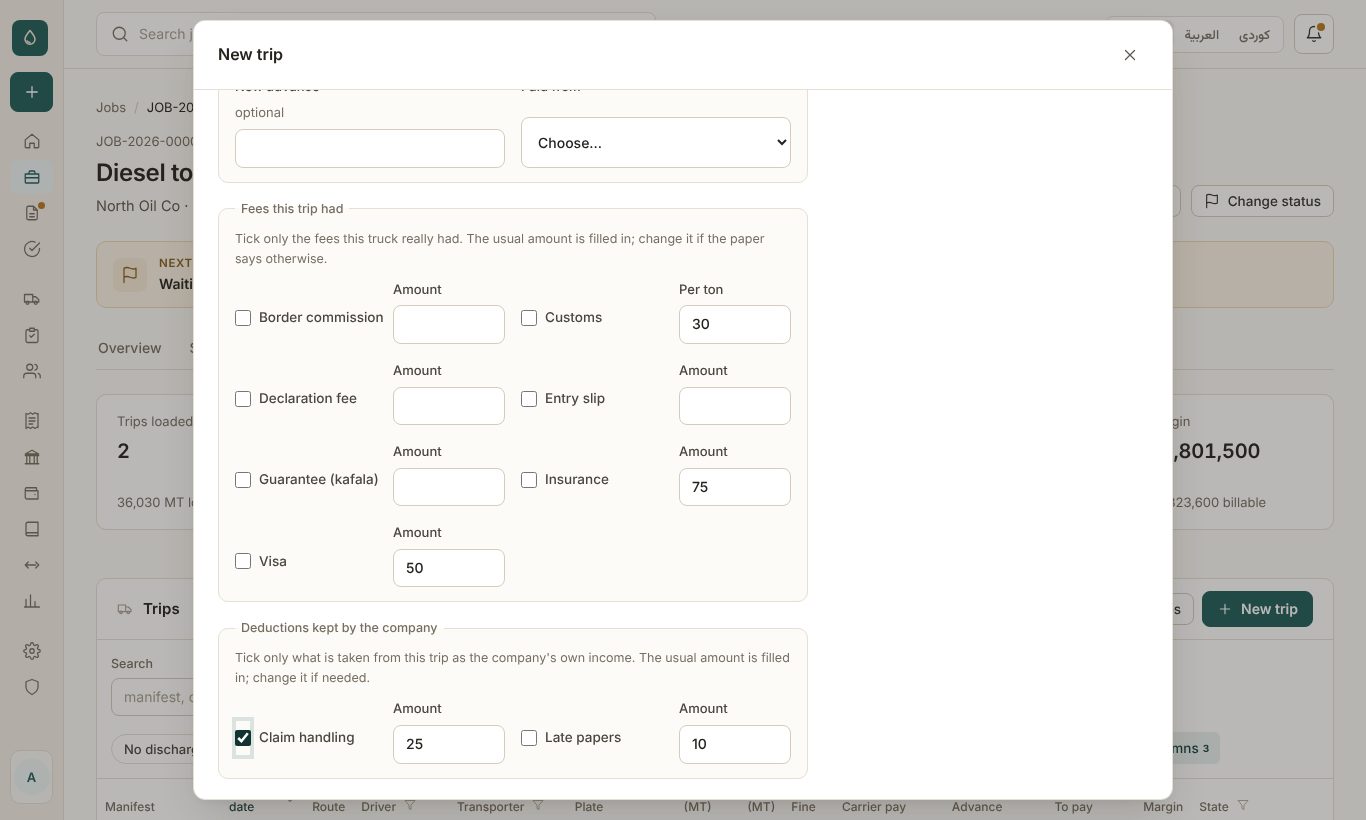 Search j
العربية
كوردی
New trip
Jobs / JOB-20
JOB-2026-0000
Diesel to
North Oil Co ·
Change status
NEXT
Waiti
Overview
Trips loaded
2
36,030 MT
gin
,801,500
323,600 billable
optional
Choose...
Fees this trip had
Tick only the fees this truck really had. The usual amount is filled in; change it if the paper
says otherwise.
Amount
Per ton
Border commission
Customs
30
Amount
Amount
Declaration fee
Entry slip
Amount
Amount
Guarantee (kafala)
Insurance
75
Amount
Visa
50
Trips
New trip
Deductions kept by the company
Tick only what is taken from this trip as the company's own income. The usual amount is filled
in; change it if needed.
Search
manifest,
Amount
Amount
Claim handling
25
Late papers
10
No discharg
mns 3
A
Manifest
date
Route
Driver
Transporter
Plate
(MT)
(MT)
Fine
Carrier pay
Advance
To pay
Margin
State